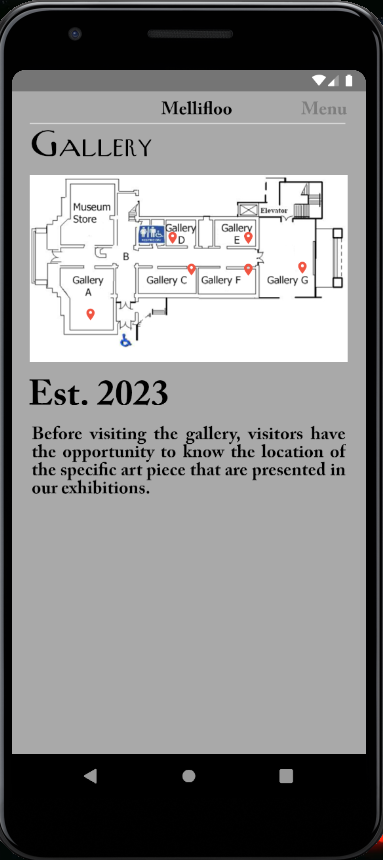 Mellifloo Menu
GALLERY
Museum
Store
Elevator
Gallery
D
Gallery
E
B
Gallery
A
Gallery C
Gallery F
Gallery G
Est. 2023
Before visiting the gallery, visitors have
the opportunity to know the location of
the specific art piece that are presented in
our exhibitions.